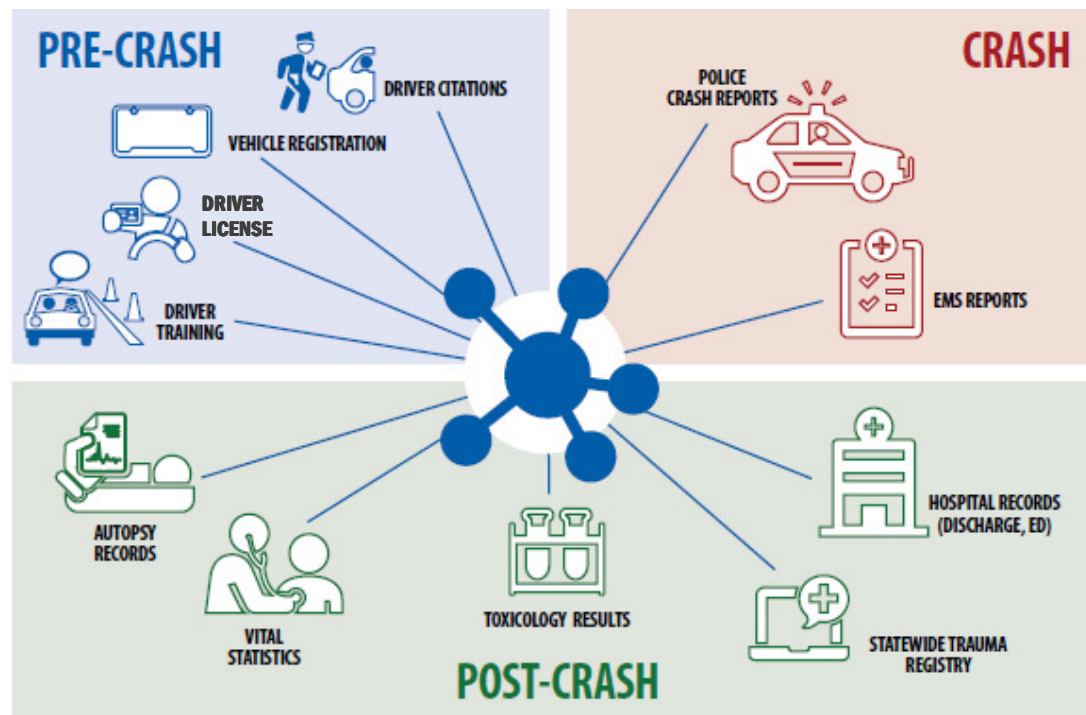 PRE-CRASH
DRIVER CITATIONS
VEHICLE REGISTRATION
DRIVER
LICENSE
DRIVER
TRAINING
CRASH
POLICE
CRASH REPORTS
EMS REPORTS
AUTOPSY
RECORDS
VITAL
STATISTICS
TOXICOLOGY RESULTS
HOSPITAL RECORDS
(DISCHARGE, ED)
STATEWIDE TRAUMA
REGISTRY
POST-CRASH